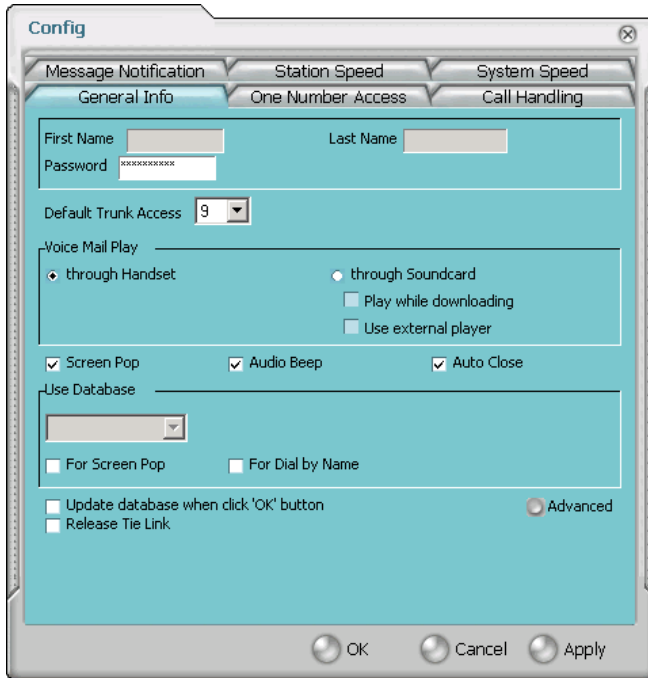 Config
Message Notification Station Speed System Speed
General Info One Number Access Call Handling
First Name Last Name
Password **********
Default Trunk Access 9
Voice Mail Play
through Handset through Soundcard
Play while downloading
Use external player
Screen Pop Audio Beep Auto Close
Use Database
For Screen Pop For Dial by Name
Update database when click 'OK' button Advanced
Release Tie Link
OK Cancel Apply